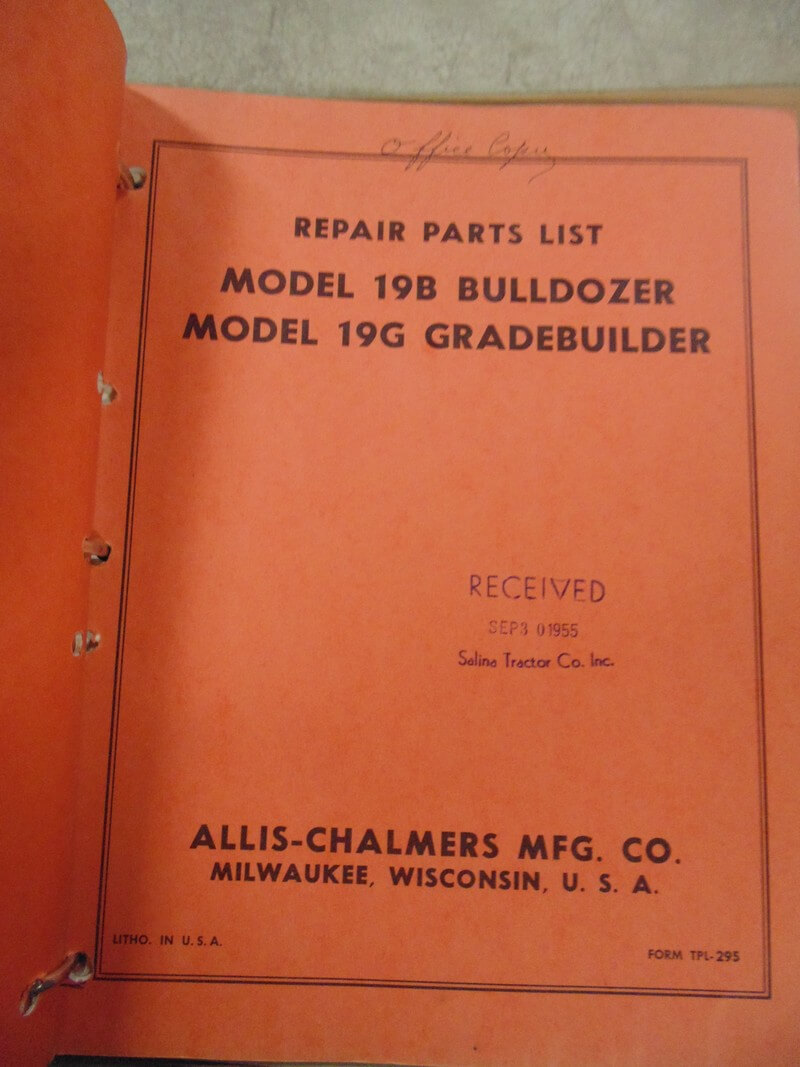 Office Copy
REPAIR PARTS LIST
MODEL 19B BULLDOZER
MODEL 19G GRADEBUILDER
RECEIVED
SEP3 01955
Salina Tractor Co. Inc.
ALLIS-CHALMERS MFG. CO.
MILWAUKEE, WISCONSIN, U. S. A.
LITHO. IN U. S. A.
FORM TPL-295